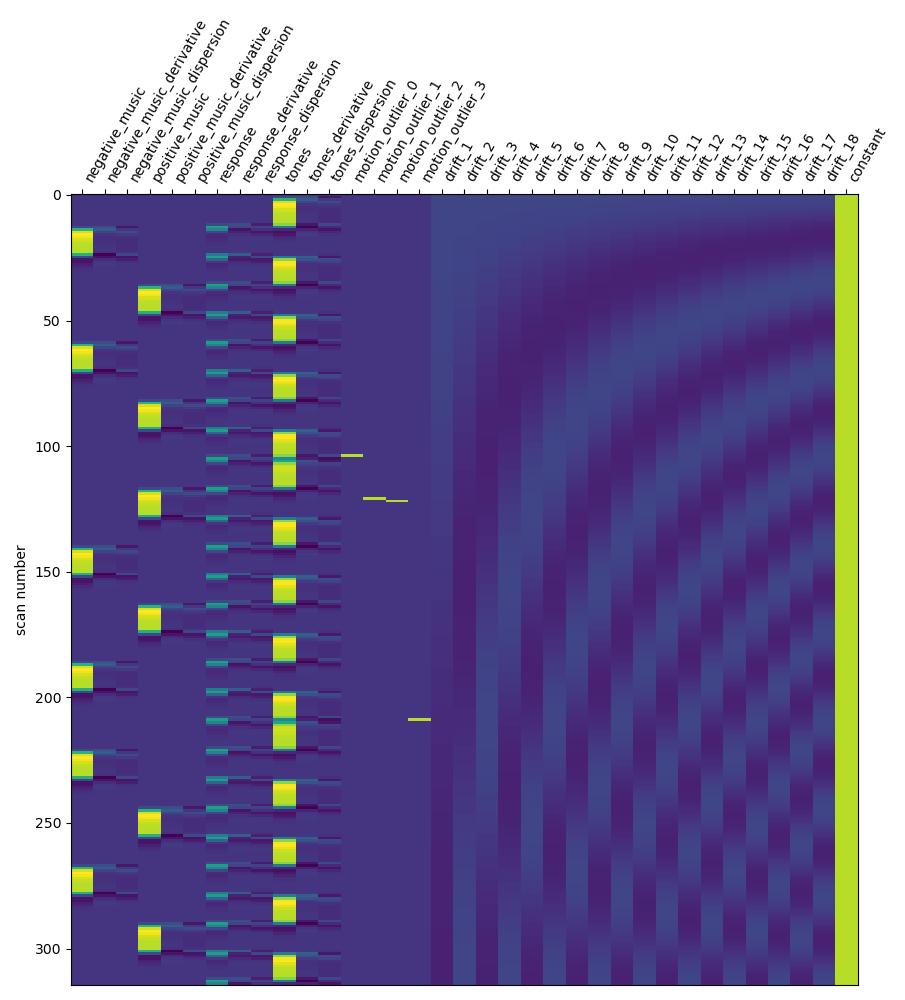 negative_music
negative_music_derivative
negative_music_dispersion
positive_music
positive_music_derivative
positive_music_dispersion
response
response_derivative
response_dispersion
tones
tones_derivative
tones_dispersion
motion_outlier_0
motion_outlier_1
motion_outlier_2
motion_outlier_3
drift_1
drift_2
drift_3
drift_4
drift_5
drift_6
drift_7
drift_8
drift_9
drift_10
drift_11
drift_12
drift_13
drift_14
drift_15
drift_16
drift_17
drift_18
constant
0
50
100
150
200
250
300
scan number